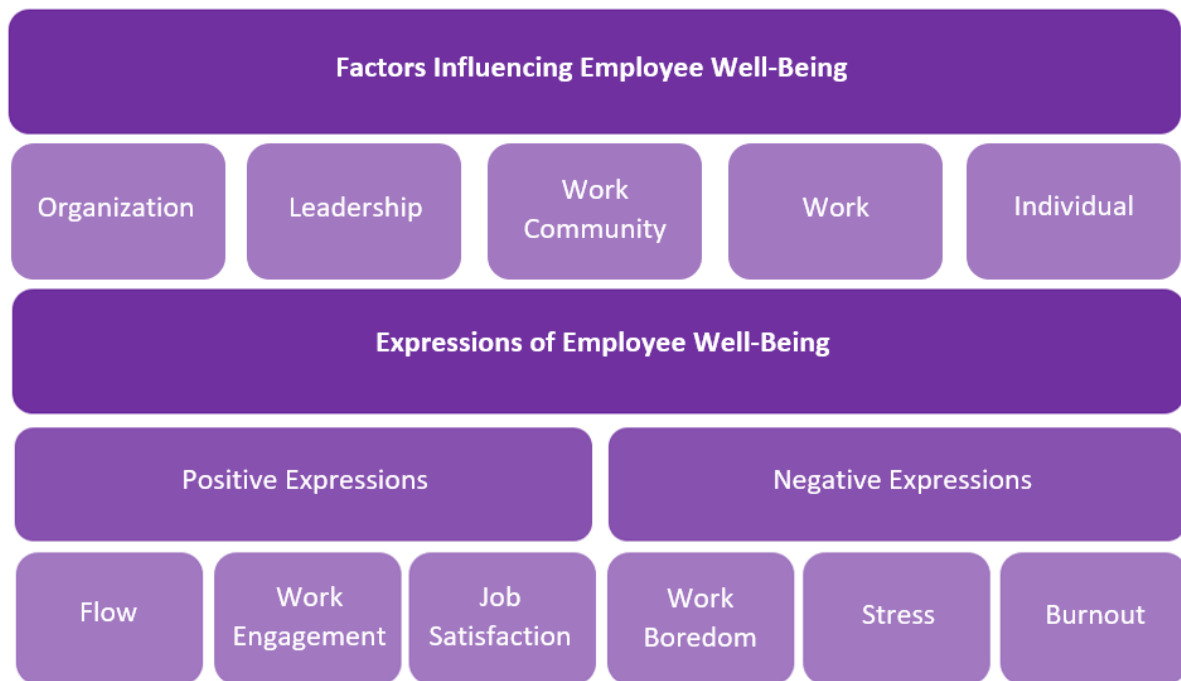 Factors Influencing Employee Well-Being
Organization
Leadership
Work
Community
Work
Individual
Expressions of Employee Well-Being
Positive Expressions
Negative Expressions
Flow
Work
Engagement
Job
Satisfaction
Work
Boredom
Stress
Burnout